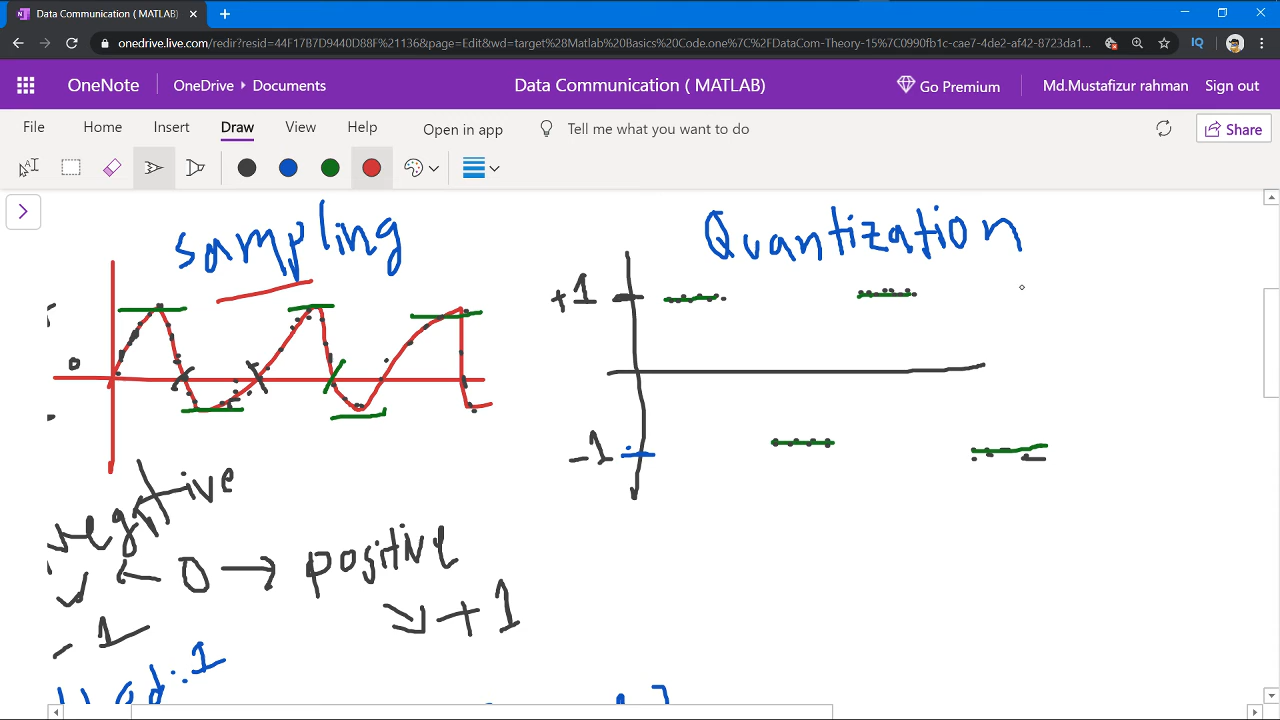 Data Communication (MATLAB)
onedrive.live.com/redir?resid=44F17B7D9440D88F%21136&page=Edit&wd=target%28Matlab%20Basics%20Code.one%7C%2FDataCom-Theory-15%7C0990fb1c-cae7-4de2-af42-8723da1...
OneNote OneDrive Documents Data Communication ( MATLAB) Go Premium Md.Mustafizur rahman Sign out
File Home Insert Draw View Help Open in app Tell me what you want to do Share
sampling
Quantization
+1
0
-1
negative
← 0 → positive
-1
+1
1